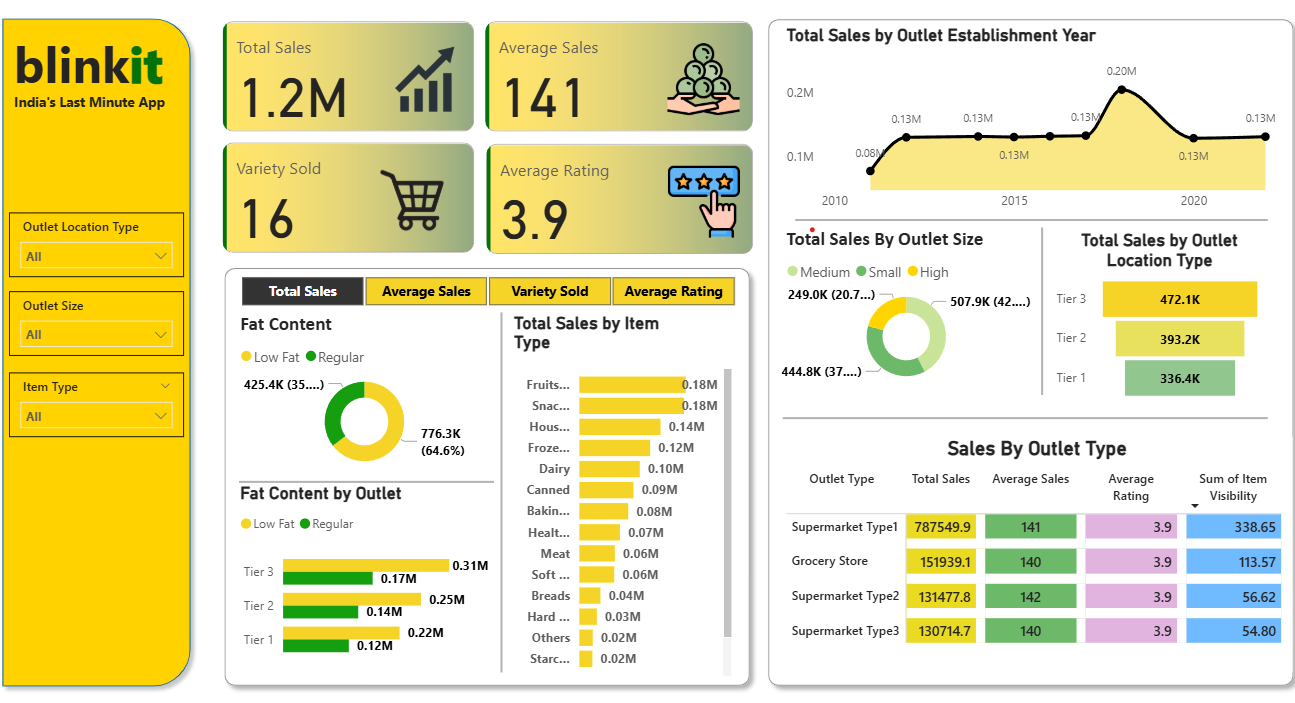 blinkit
India's Last Minute App
Outlet Location Type
All
Outlet Size
All
Item Type
All
Total Sales
1.2M
Average Sales
141
Variety Sold
16
Average Rating
3.9
Total Sales
Average Sales
Variety Sold
Average Rating
Fat Content
Low Fat
Regular
425.4K (35....)
776.3K
(64.6%)
Fat Content by Outlet
Low Fat
Regular
Tier 3
0.31M
0.17M
Tier 2
0.25M
0.14M
Tier 1
0.22M
0.12M
Total Sales by Item
Type
Fruits... 0.18M
Snac... 0.18M
Hous... 0.14M
Froze... 0.12M
Dairy 0.10M
Canned 0.09M
Bakin... 0.08M
Healt... 0.07M
Meat 0.06M
Soft ... 0.06M
Breads 0.04M
Hard ... 0.03M
Others 0.02M
Starc... 0.02M
Total Sales by Outlet Establishment Year
0.2M
0.1M
0.08M
0.13M
0.13M
0.13M
0.13M
0.20M
0.13M
0.13M
2010
2015
2020
Total Sales By Outlet Size
Medium
Small
High
249.0K (20.7...)
507.9K (42....)
444.8K (37....)
Total Sales by Outlet
Location Type
Tier 3 472.1K
Tier 2 393.2K
Tier 1 336.4K
Sales By Outlet Type
Outlet Type
Total Sales
Average Sales
Average
Rating
Sum of Item
Visibility
Supermarket Type1 787549.9 141 3.9 338.65
Grocery Store 151939.1 140 3.9 113.57
Supermarket Type2 131477.8 142 3.9 56.62
Supermarket Type3 130714.7 140 3.9 54.80